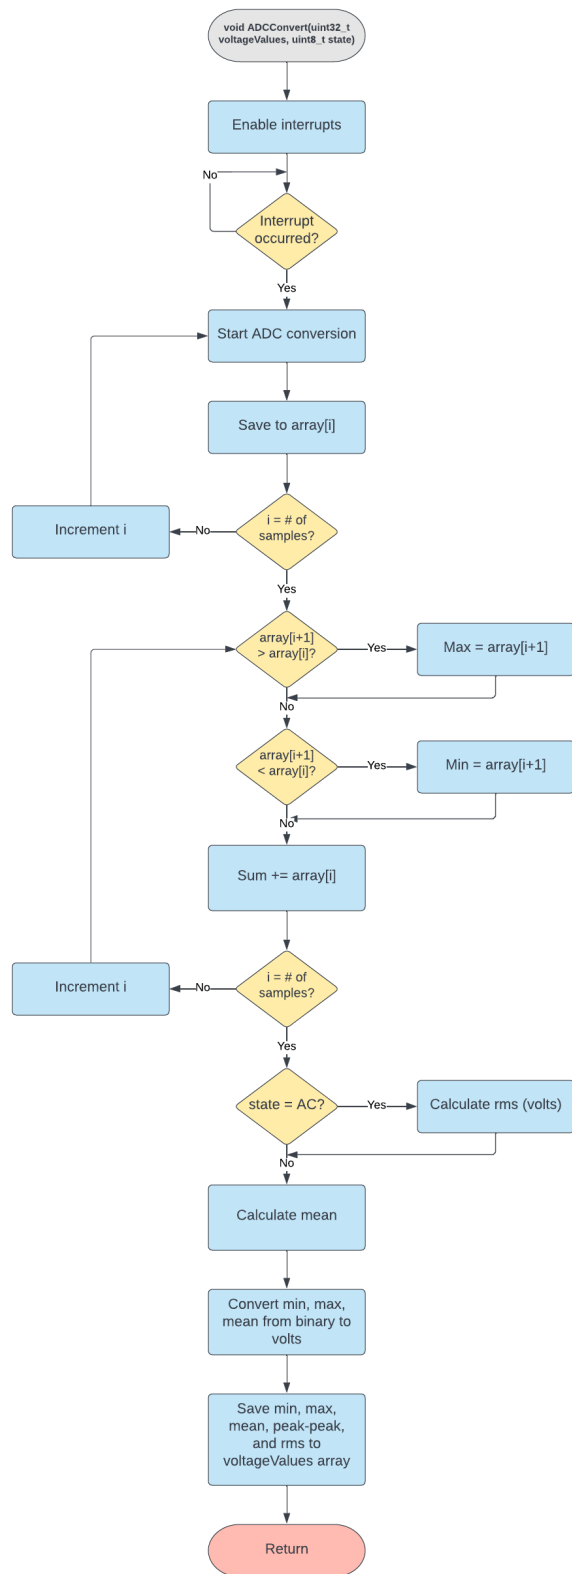 void ADCConvert(uint32_t
voltageValues, uint8_t state)
Enable interrupts
No
Interrupt
occurred?
Yes
Start ADC conversion
Save to array[i]
Increment i
No
i = # of
samples?
Yes
array[i+1]
> array[i]?
Yes
Max = array[i+1]
No
array[i+1]
< array[i]?
Yes
Min = array[i+1]
No
Sum += array[i]
Increment i
No
i = # of
samples?
Yes
state = AC?
Yes
Calculate rms (volts)
No
Calculate mean
Convert min, max,
mean from binary to
volts
Save min, max,
mean, peak-peak,
and rms to
voltageValues array
Return